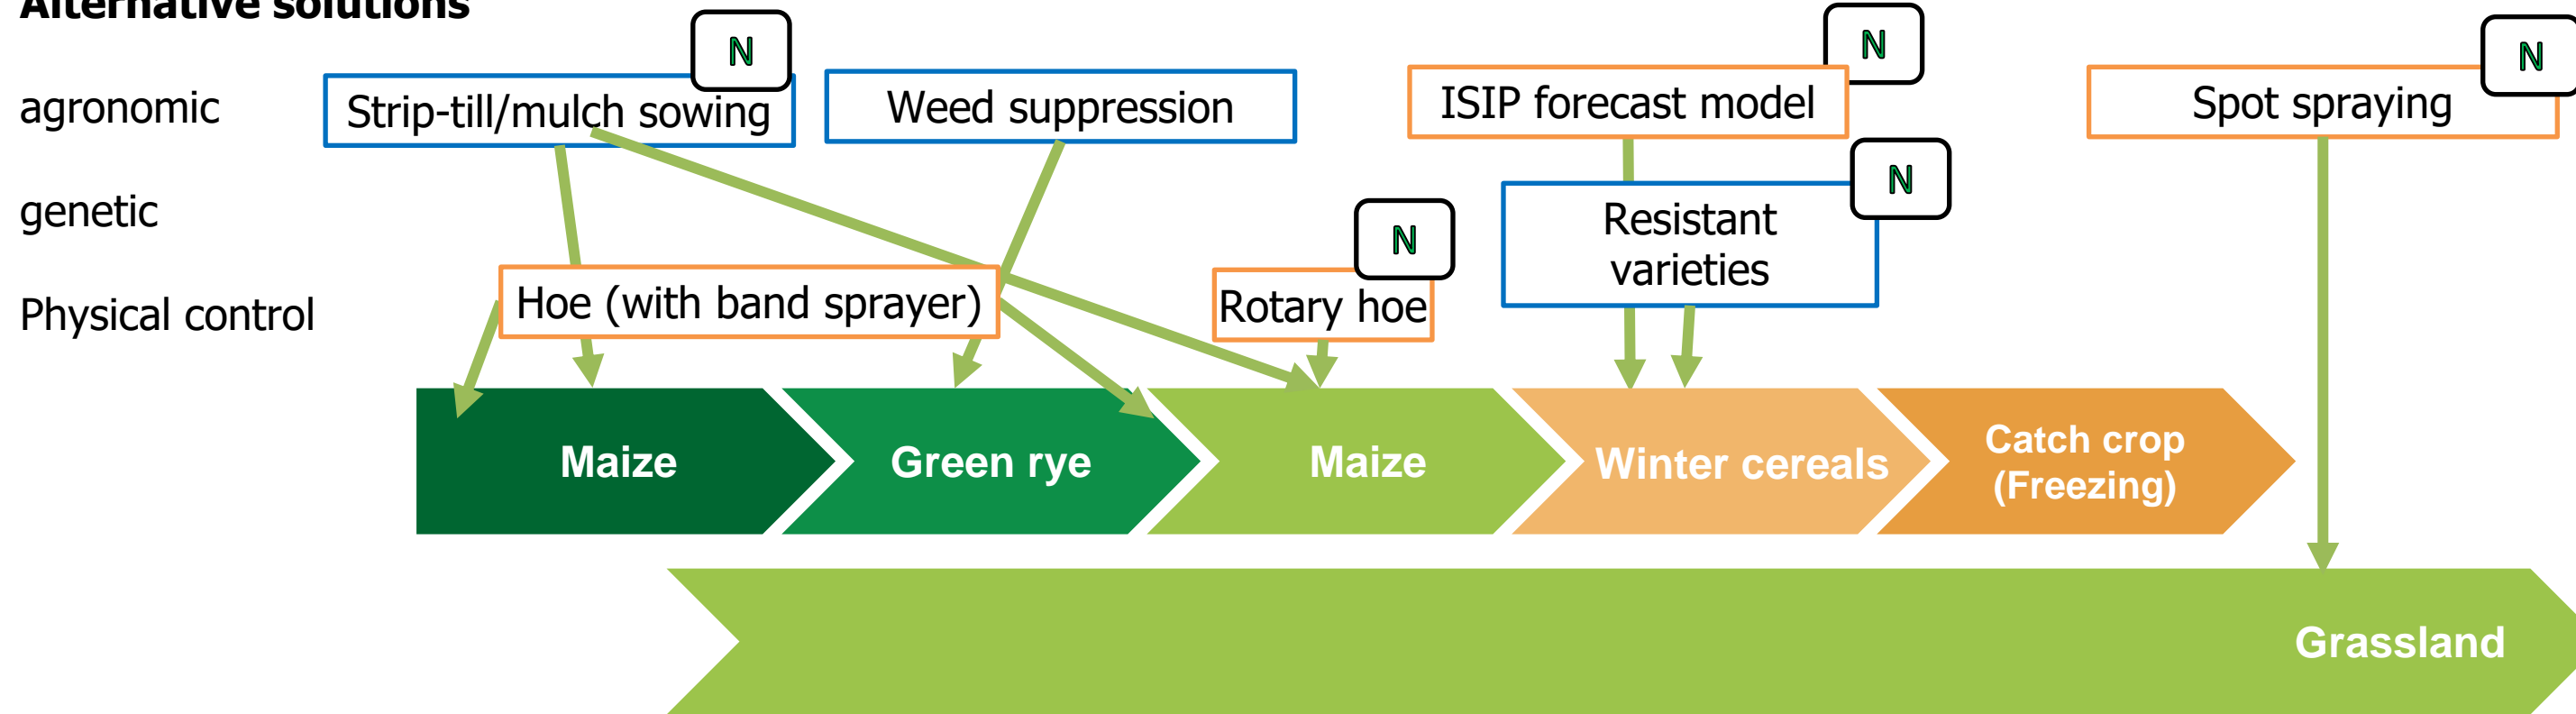 Alternative solutions
N
N
N
agronomic
Strip-till/mulch sowing
Weed suppression
ISIP forecast model
Spot spraying
N
genetic
Resistant
varieties
N
Physical control
Hoe (with band sprayer)
Rotary hoe
Maize
Green rye
Maize
Winter cereals
Catch crop
(Freezing)
Grassland